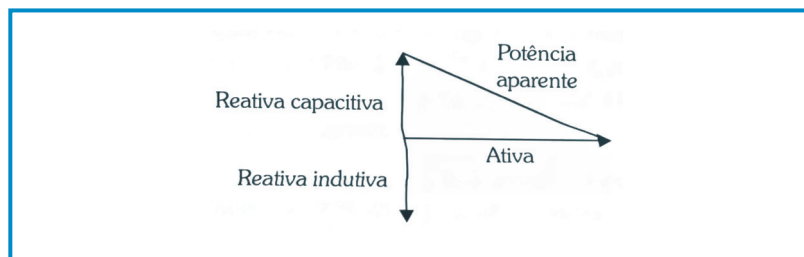 Potência
aparente
Reativa capacitiva
Ativa
Reativa indutiva